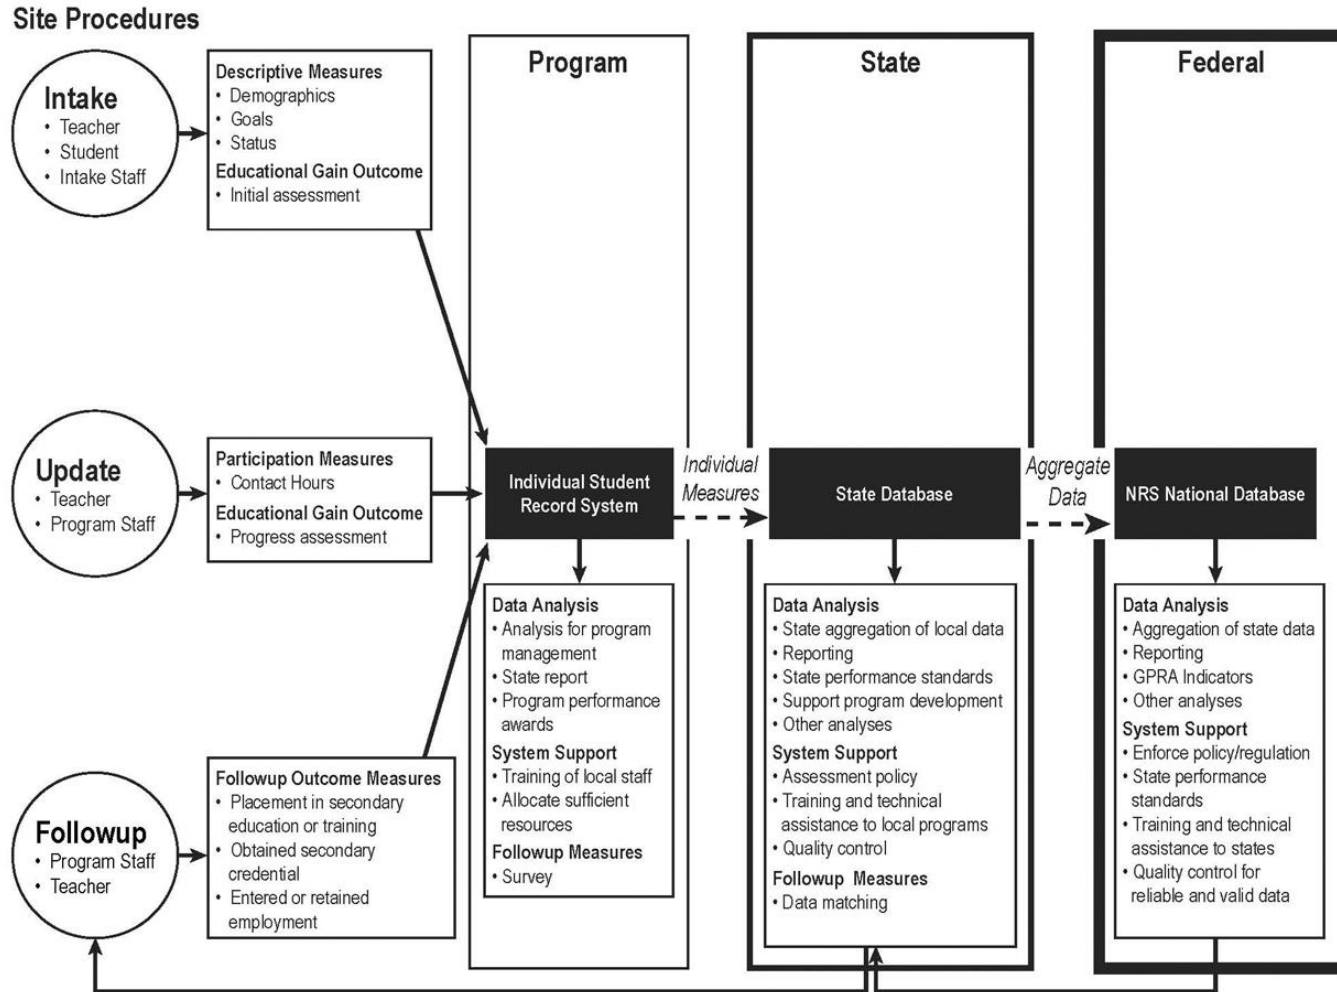 Site Procedures
Intake
• Teacher
• Student
• Intake Staff
Descriptive Measures
• Demographics
• Goals
• Status
Educational Gain Outcome
• Initial assessment
Update
• Teacher
• Program Staff
Participation Measures
• Contact Hours
Educational Gain Outcome
• Progress assessment
Followup
• Program Staff
• Teacher
Followup Outcome Measures
• Placement in secondary
education or training
• Obtained secondary
credential
• Entered or retained
employment
Program
Individual Student
Record System
Data Analysis
• Analysis for program
management
• State report
• Program performance
awards
System Support
• Training of local staff
• Allocate sufficient
resources
Followup Measures
• Survey
Individual
Measures
State
State Database
Data Analysis
• State aggregation of local data
• Reporting
• State performance standards
• Support program development
• Other analyses
System Support
• Assessment policy
• Training and technical
assistance to local programs
• Quality control
Followup Measures
• Data matching
Aggregate
Data
Federal
NRS National Database
Data Analysis
• Aggregation of state data
• Reporting
• GPRA Indicators
• Other analyses
System Support
• Enforce policy/regulation
• State performance
standards
• Training and technical
assistance to states
• Quality control for
reliable and valid data